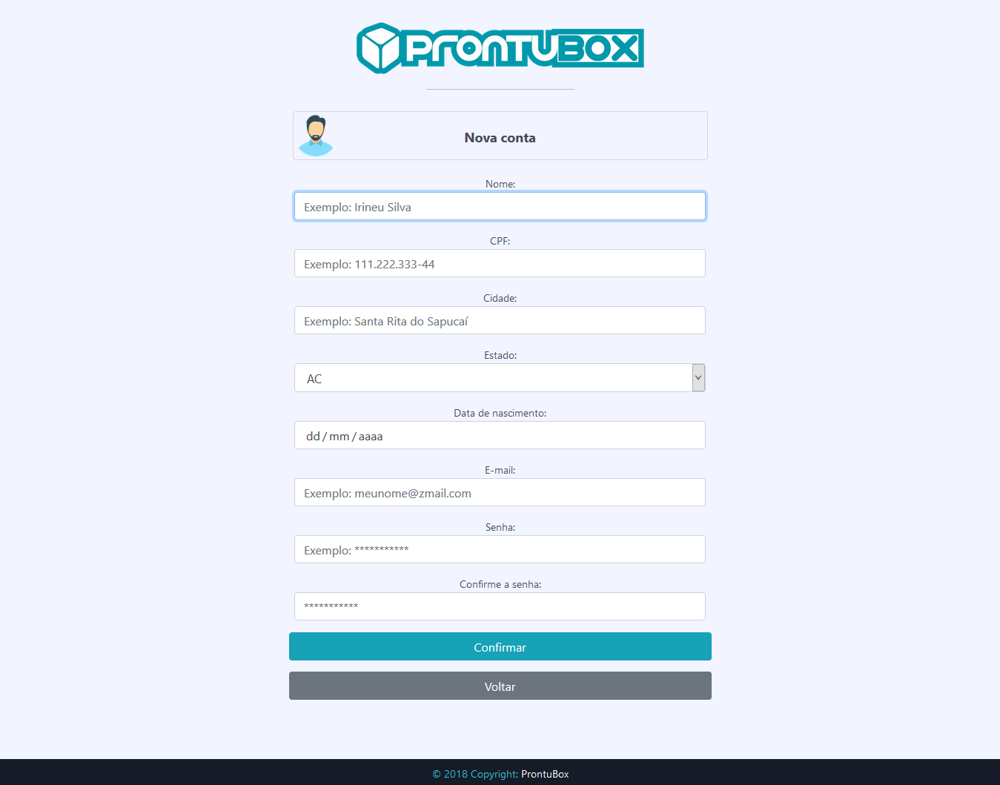 PRONTUBOX
Nova conta
Nome:
Exemplo: Irineu Silva
CPF:
Exemplo: 111.222.333-44
Cidade:
Exemplo: Santa Rita do Sapucaí
Estado:
AC
Data de nascimento:
dd / mm / aaaa
E-mail:
Exemplo: meunome@zmail.com
Senha:
Exemplo: ***********
Confirme a senha:
***********
Confirmar
Voltar
© 2018 Copyright: ProntuBox